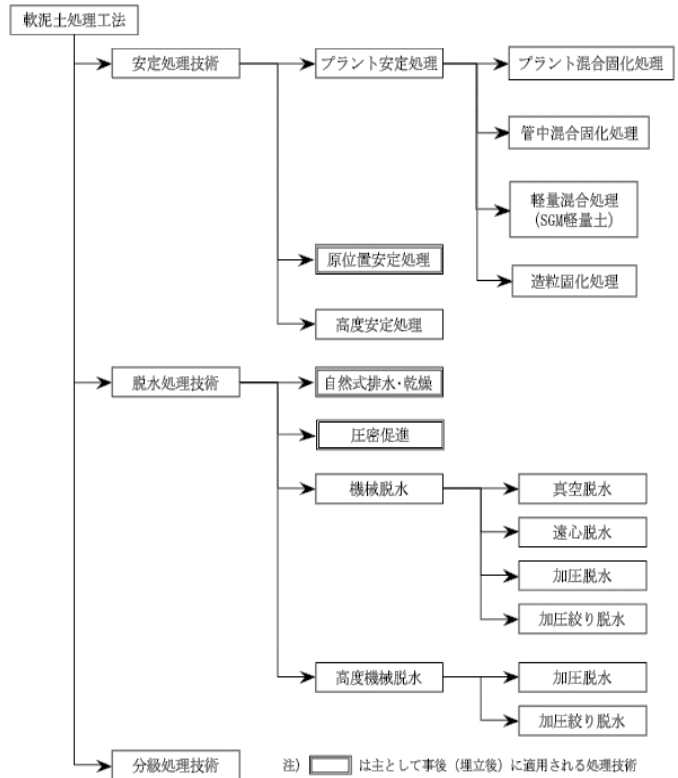 軟泥土処理工法
安定処理技術
プラント安定処理
プラント混合固化処理
管中混合固化処理
軽量混合処理
(SGM軽量土)
造粒固化処理
原位置安定処理
高度安定処理
脱水処理技術
自然式排水・乾燥
圧密促進
機械脱水
真空脱水
遠心脱水
加圧脱水
加圧絞り脱水
高度機械脱水
加圧脱水
加圧絞り脱水
分級処理技術
注) は主として事後（埋立後）に適用される処理技術